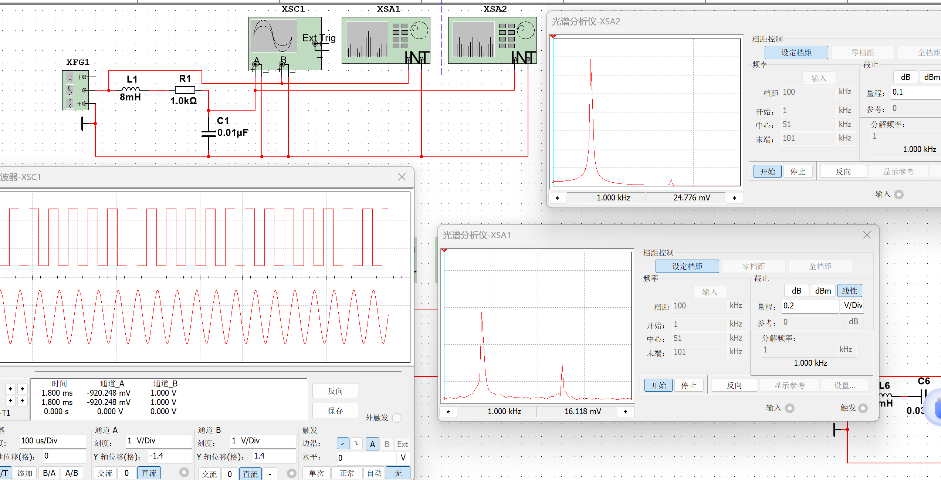 XSC1
XSA1
XSA2
Ext Trig
A
B
INT
INT
XFG1
L1
8mH
R1
1.0kΩ
C1
0.01µF
光谱分析仪-XSA2
档距控制
设定档距
零档距
全档距
频率
输入
档距
100
kHz
开始:
1
kHz
中心:
51
kHz
末端:
101
kHz
dB
dBm
量程:
0.1
参考:
0
分解频率:
1
1.000 kHz
开始
停止
反向
显示参考
输入
1.000 kHz
24.776 mV
波器-XSC1
时间
通道_A
通道_B
1.800 ms
-920.248 mV
1.000 V
1.800 ms
-920.248 mV
1.000 V
0.000 s
0.000 V
0.000 V
-T1
反向
保存
外触发
100 us/Div
轴位移(格):
0
通道 A
刻度:
1 V/Div
Y 轴位移(格):
-1.4
通道 B
刻度:
1 V/Div
Y 轴位移(格):
1.4
触发
边沿:
A
B
Ext
水平:
0
V
/T
添加
B/A
A/B
交流
0
直流
交流
0
直流
-
单次
正常
自动
无
光谱分析仪-XSA1
档距控制
设定档距
零档距
全档距
频率
输入
档距
100
kHz
开始:
1
kHz
中心:
51
kHz
末端:
101
kHz
dB
dBm
线性
量程:
0.2
V/Div
参考:
0
dB
分解频率:
1
kHz
1.000 kHz
开始
停止
反向
显示参考
设置...
输入
触发
1.000 kHz
16.118 mV
L6
mH
C6